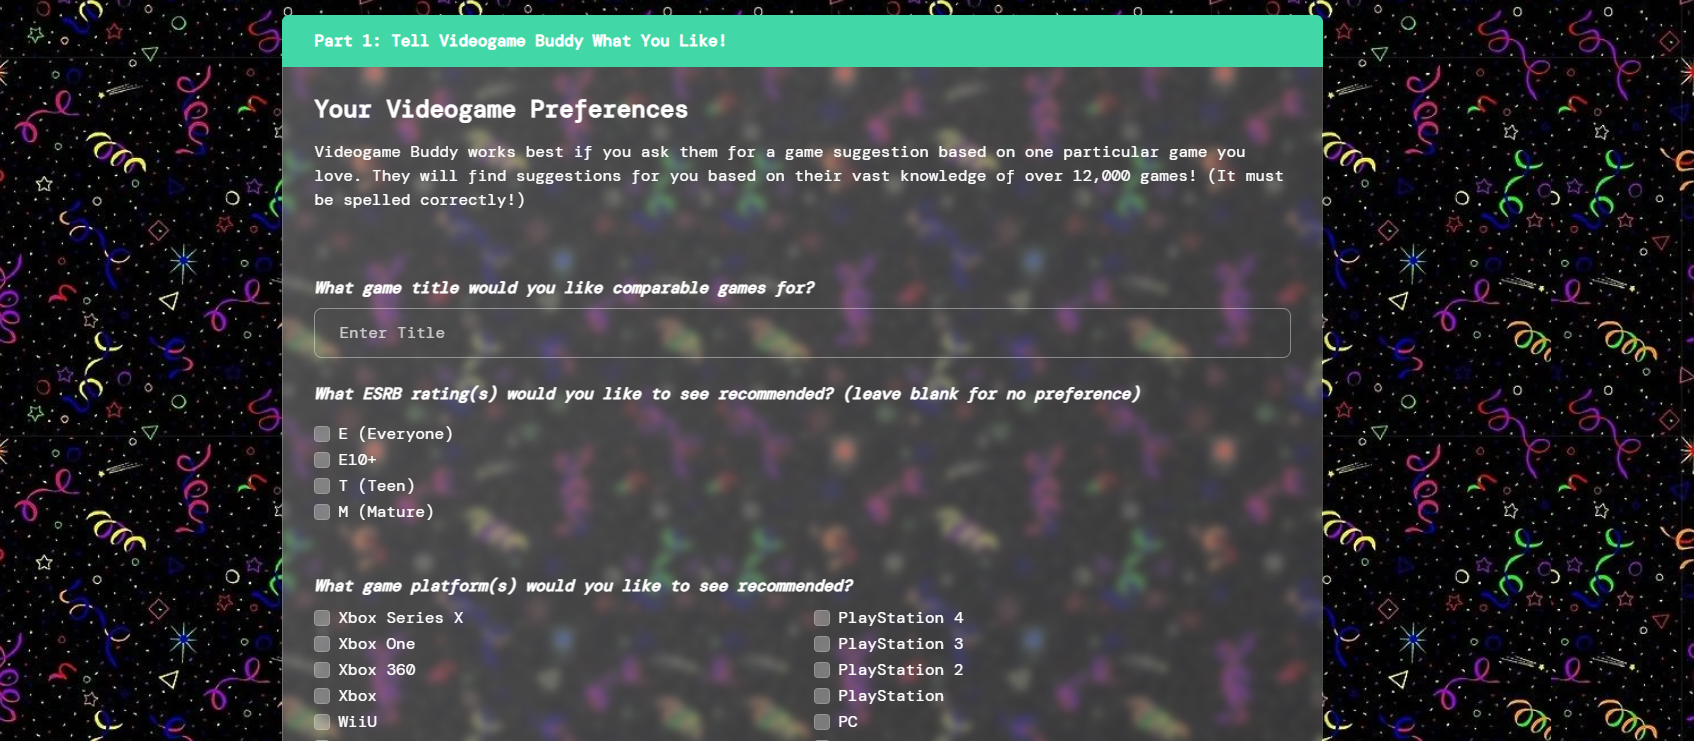 Part 1: Tell Videogame Buddy What You Like!
Your Videogame Preferences
Videogame Buddy works best if you ask them for a game suggestion based on one particular game you
love. They will find suggestions for you based on their vast knowledge of over 12,000 games! (It must
be spelled correctly!)
What game title would you like comparable games for?
Enter Title
What ESRB rating(s) would you like to see recommended? (leave blank for no preference)
E (Everyone)
E10+
T (Teen)
M (Mature)
What game platform(s) would you like to see recommended?
Xbox Series X
Xbox One
Xbox 360
Xbox
WiiU
PlayStation 4
PlayStation 3
PlayStation 2
PlayStation
PC